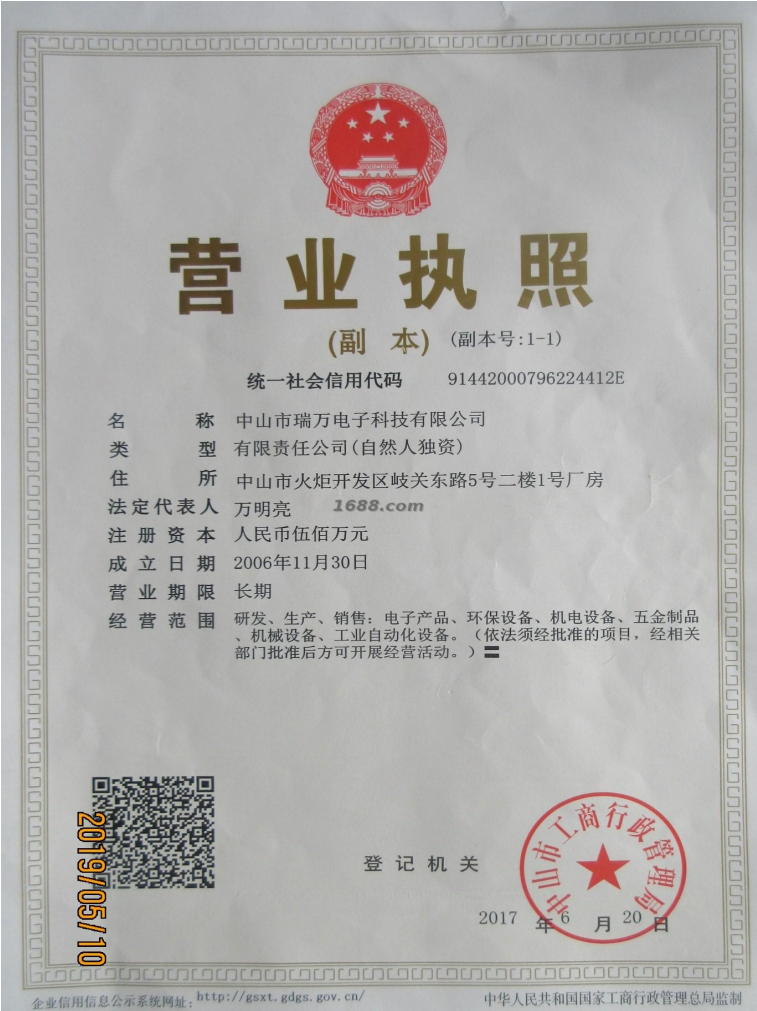 营业执照
(副 本) (副本号:1-1)
统一社会信用代码 91442000796224412E
名 称 中山市瑞万电子科技有限公司
类 型 有限责任公司(自然人独资)
住 所 中山市火炬开发区岐关东路5号二楼1号厂房
法定代表人 万明亮
1688.com
注册资本 人民币伍佰万元
成立日期 2006年11月30日
营业期限 长期
经营范围 研发、生产、销售：电子产品、环保设备、机电设备、五金制品
、机械设备、工业自动化设备。（依法须经批准的项目，经相关
部门批准后方可开展经营活动。）〓
2019/05/10
登记机关
中山市工商行政管理局
2017 年 6 月 20 日
企业信用信息公示系统网址：http://gsxt.gdgs.gov.cn/
中华人民共和国国家工商行政管理总局监制